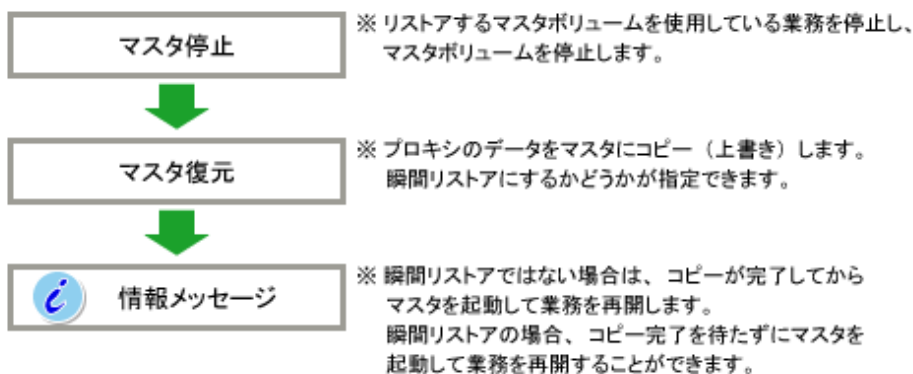 マスタ停止
※ リストアするマスタボリュームを使用している業務を停止し、
マスタボリュームを停止します。
マスタ復元
※ プロキシのデータをマスタにコピー（上書き）します。
瞬間リストアにするかどうかが指定できます。
i 情報メッセージ
※ 瞬間リストアではない場合は、コピーが完了してから
マスタを起動して業務を再開します。
瞬間リストアの場合、コピー完了を待たずにマスタを
起動して業務を再開することができます。